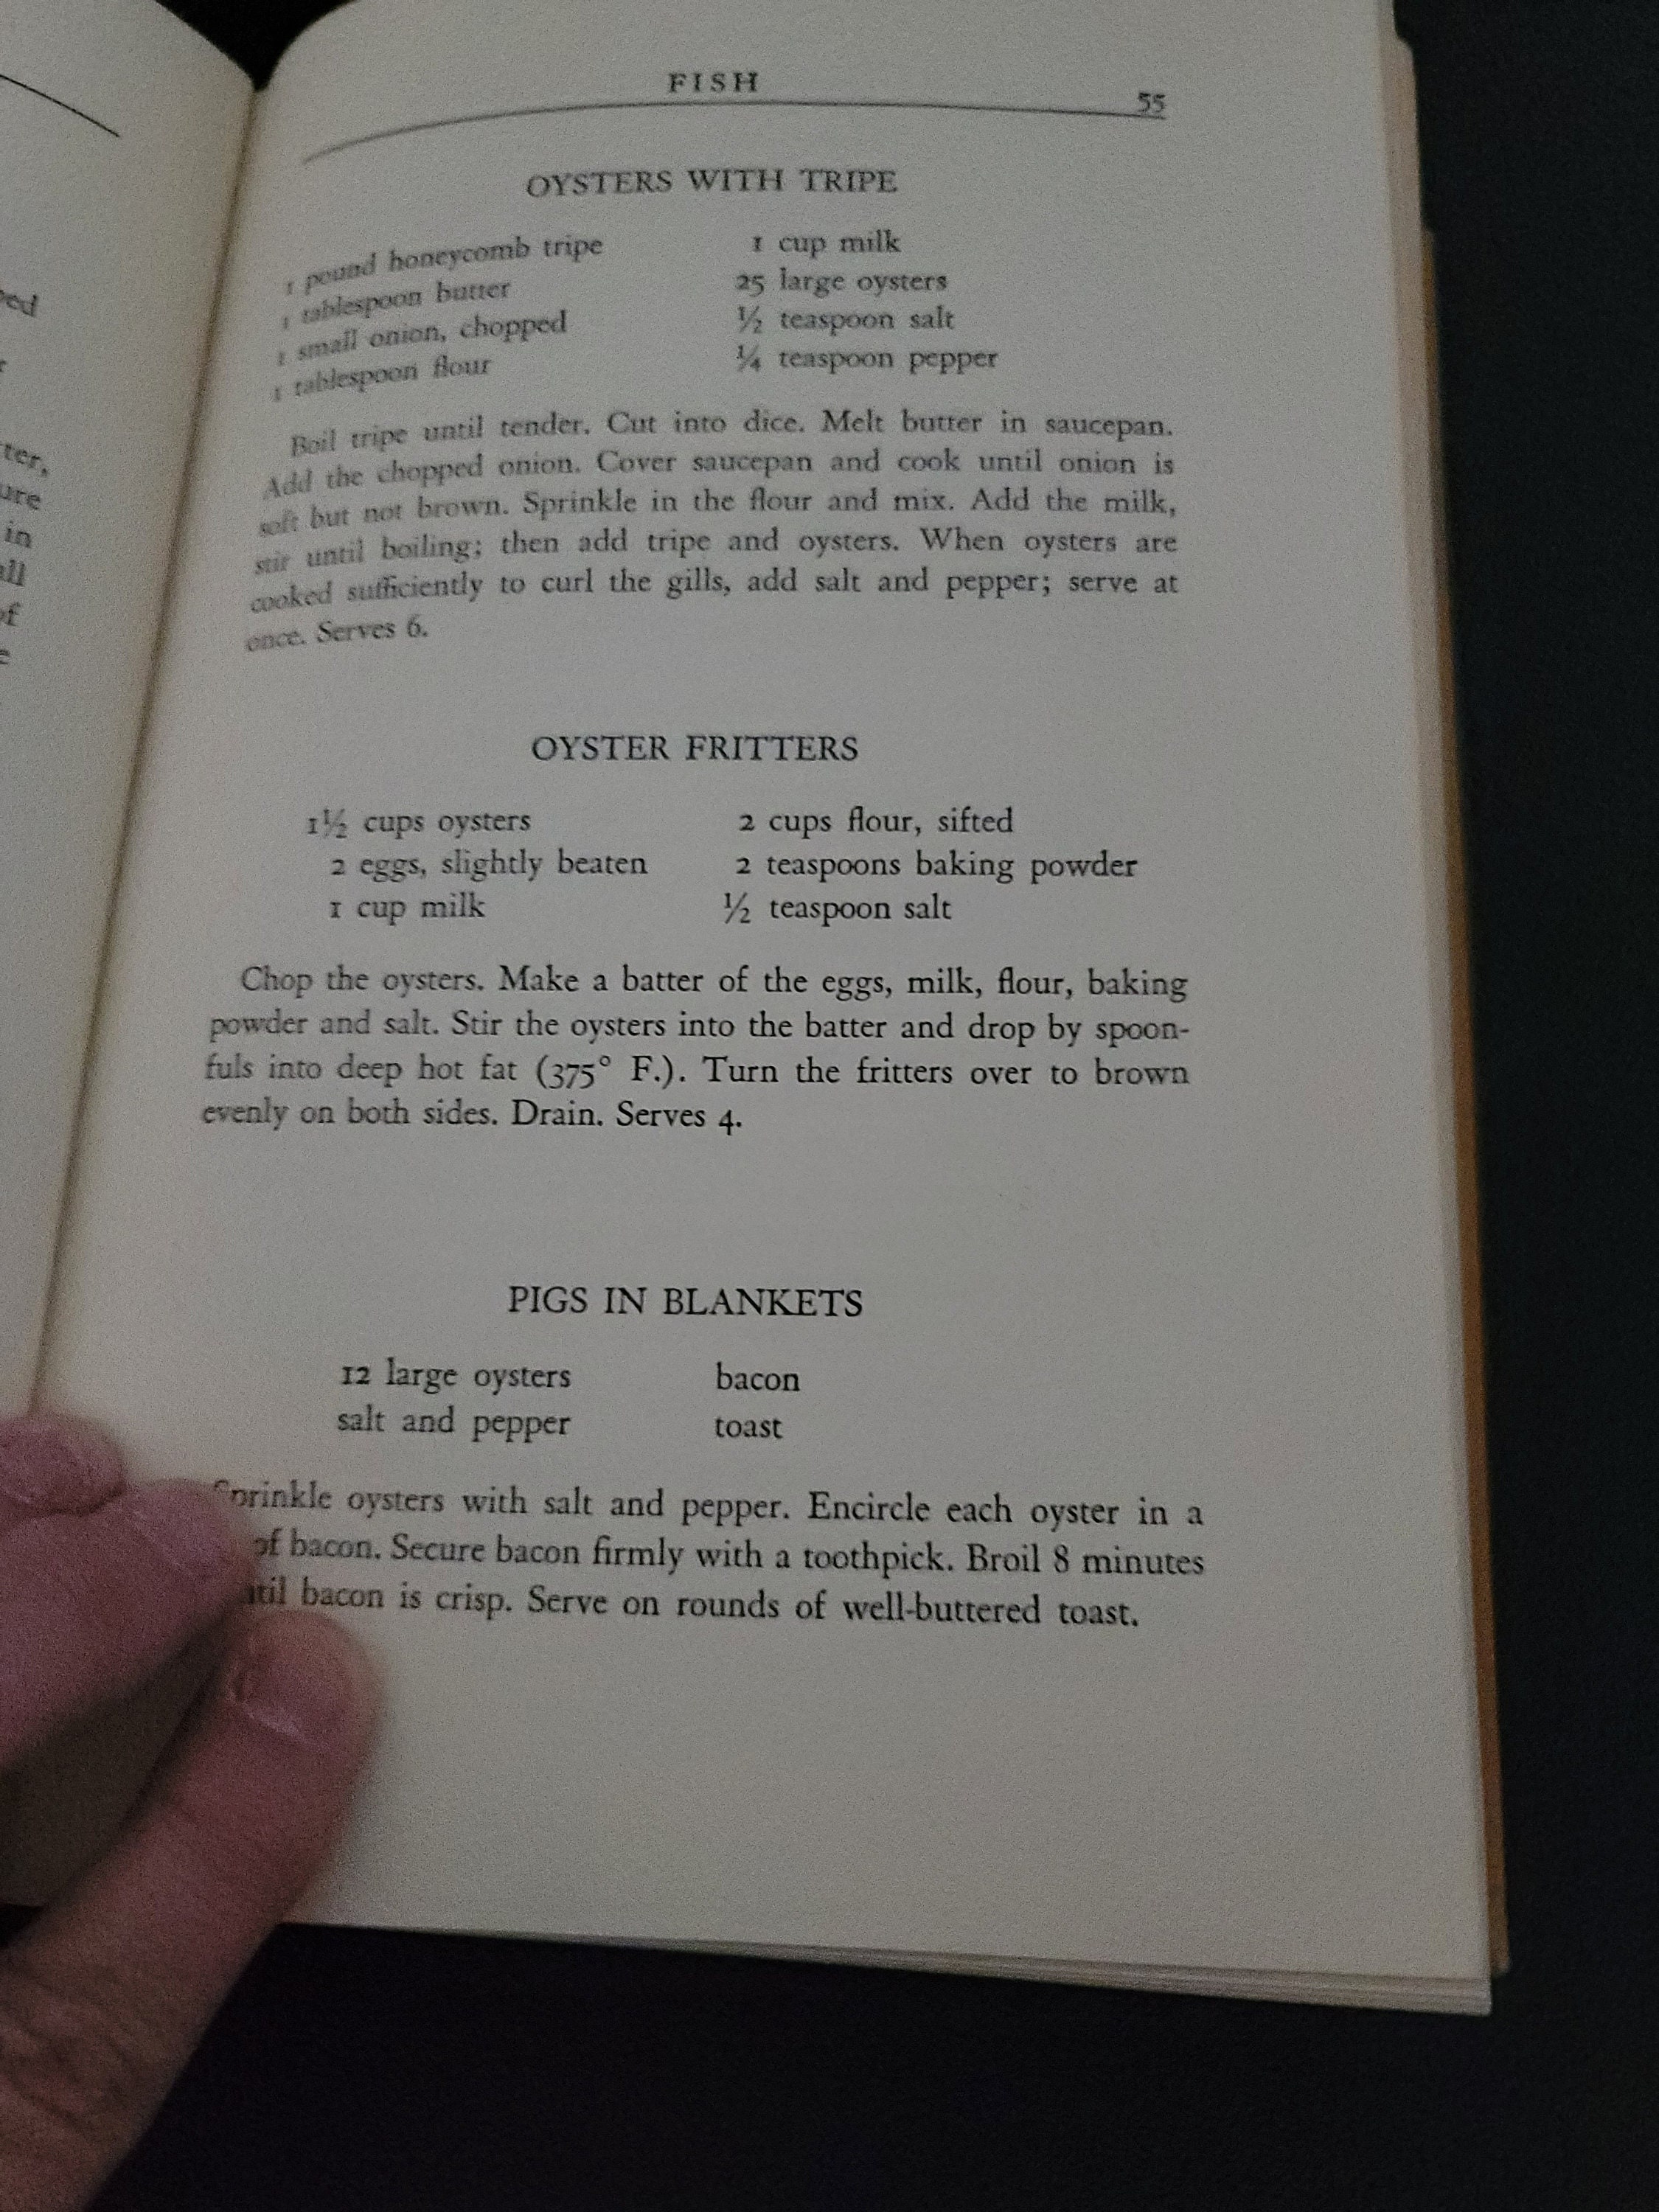 FISH
55
OYSTERS WITH TRIPE
1 pound honeycomb tripe
1 tablespoon butter
1 small onion, chopped
1 tablespoon flour
1 cup milk
25 large oysters
½ teaspoon salt
¼ teaspoon pepper
Boil tripe until tender. Cut into dice. Melt butter in saucepan.
Add the chopped onion. Cover saucepan and cook until onion is
soft but not brown. Sprinkle in the flour and mix. Add the milk,
stir until boiling; then add tripe and oysters. When oysters are
cooked sufficiently to curl the gills, add salt and pepper; serve at
once. Serves 6.
OYSTER FRITTERS
1½ cups oysters
2 eggs, slightly beaten
1 cup milk
2 cups flour, sifted
2 teaspoons baking powder
½ teaspoon salt
Chop the oysters. Make a batter of the eggs, milk, flour, baking
powder and salt. Stir the oysters into the batter and drop by spoon-
fuls into deep hot fat (375° F.). Turn the fritters over to brown
evenly on both sides. Drain. Serves 4.
PIGS IN BLANKETS
12 large oysters
salt and pepper
bacon
toast
Sprinkle oysters with salt and pepper. Encircle each oyster in a
of bacon. Secure bacon firmly with a toothpick. Broil 8 minutes
bacon is crisp. Serve on rounds of well-buttered toast.
ter,
in
of